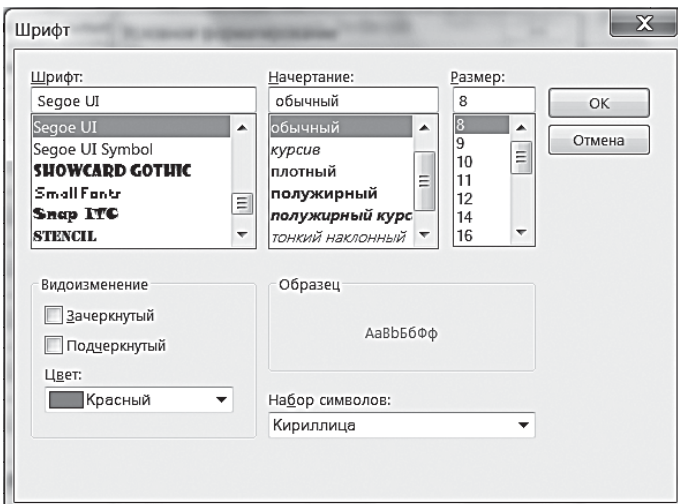 Шрифт
Шрифт:
Segoe UI
Segoe UI
Segoe UI Symbol
SHOWCARD GOTHIC
Small Fonts
Snap ITC
STENCIL
Начертание:
обычный
обычный
курсив
плотный
полужирный
полужирный курс
тонкий наклонный
Размер:
8
8
9
10
11
12
14
16
ОК
Отмена
Видоизменение
Зачеркнутый
Подчеркнутый
Цвет:
Красный
Образец
АаВbБбФф
Набор символов:
Кириллица